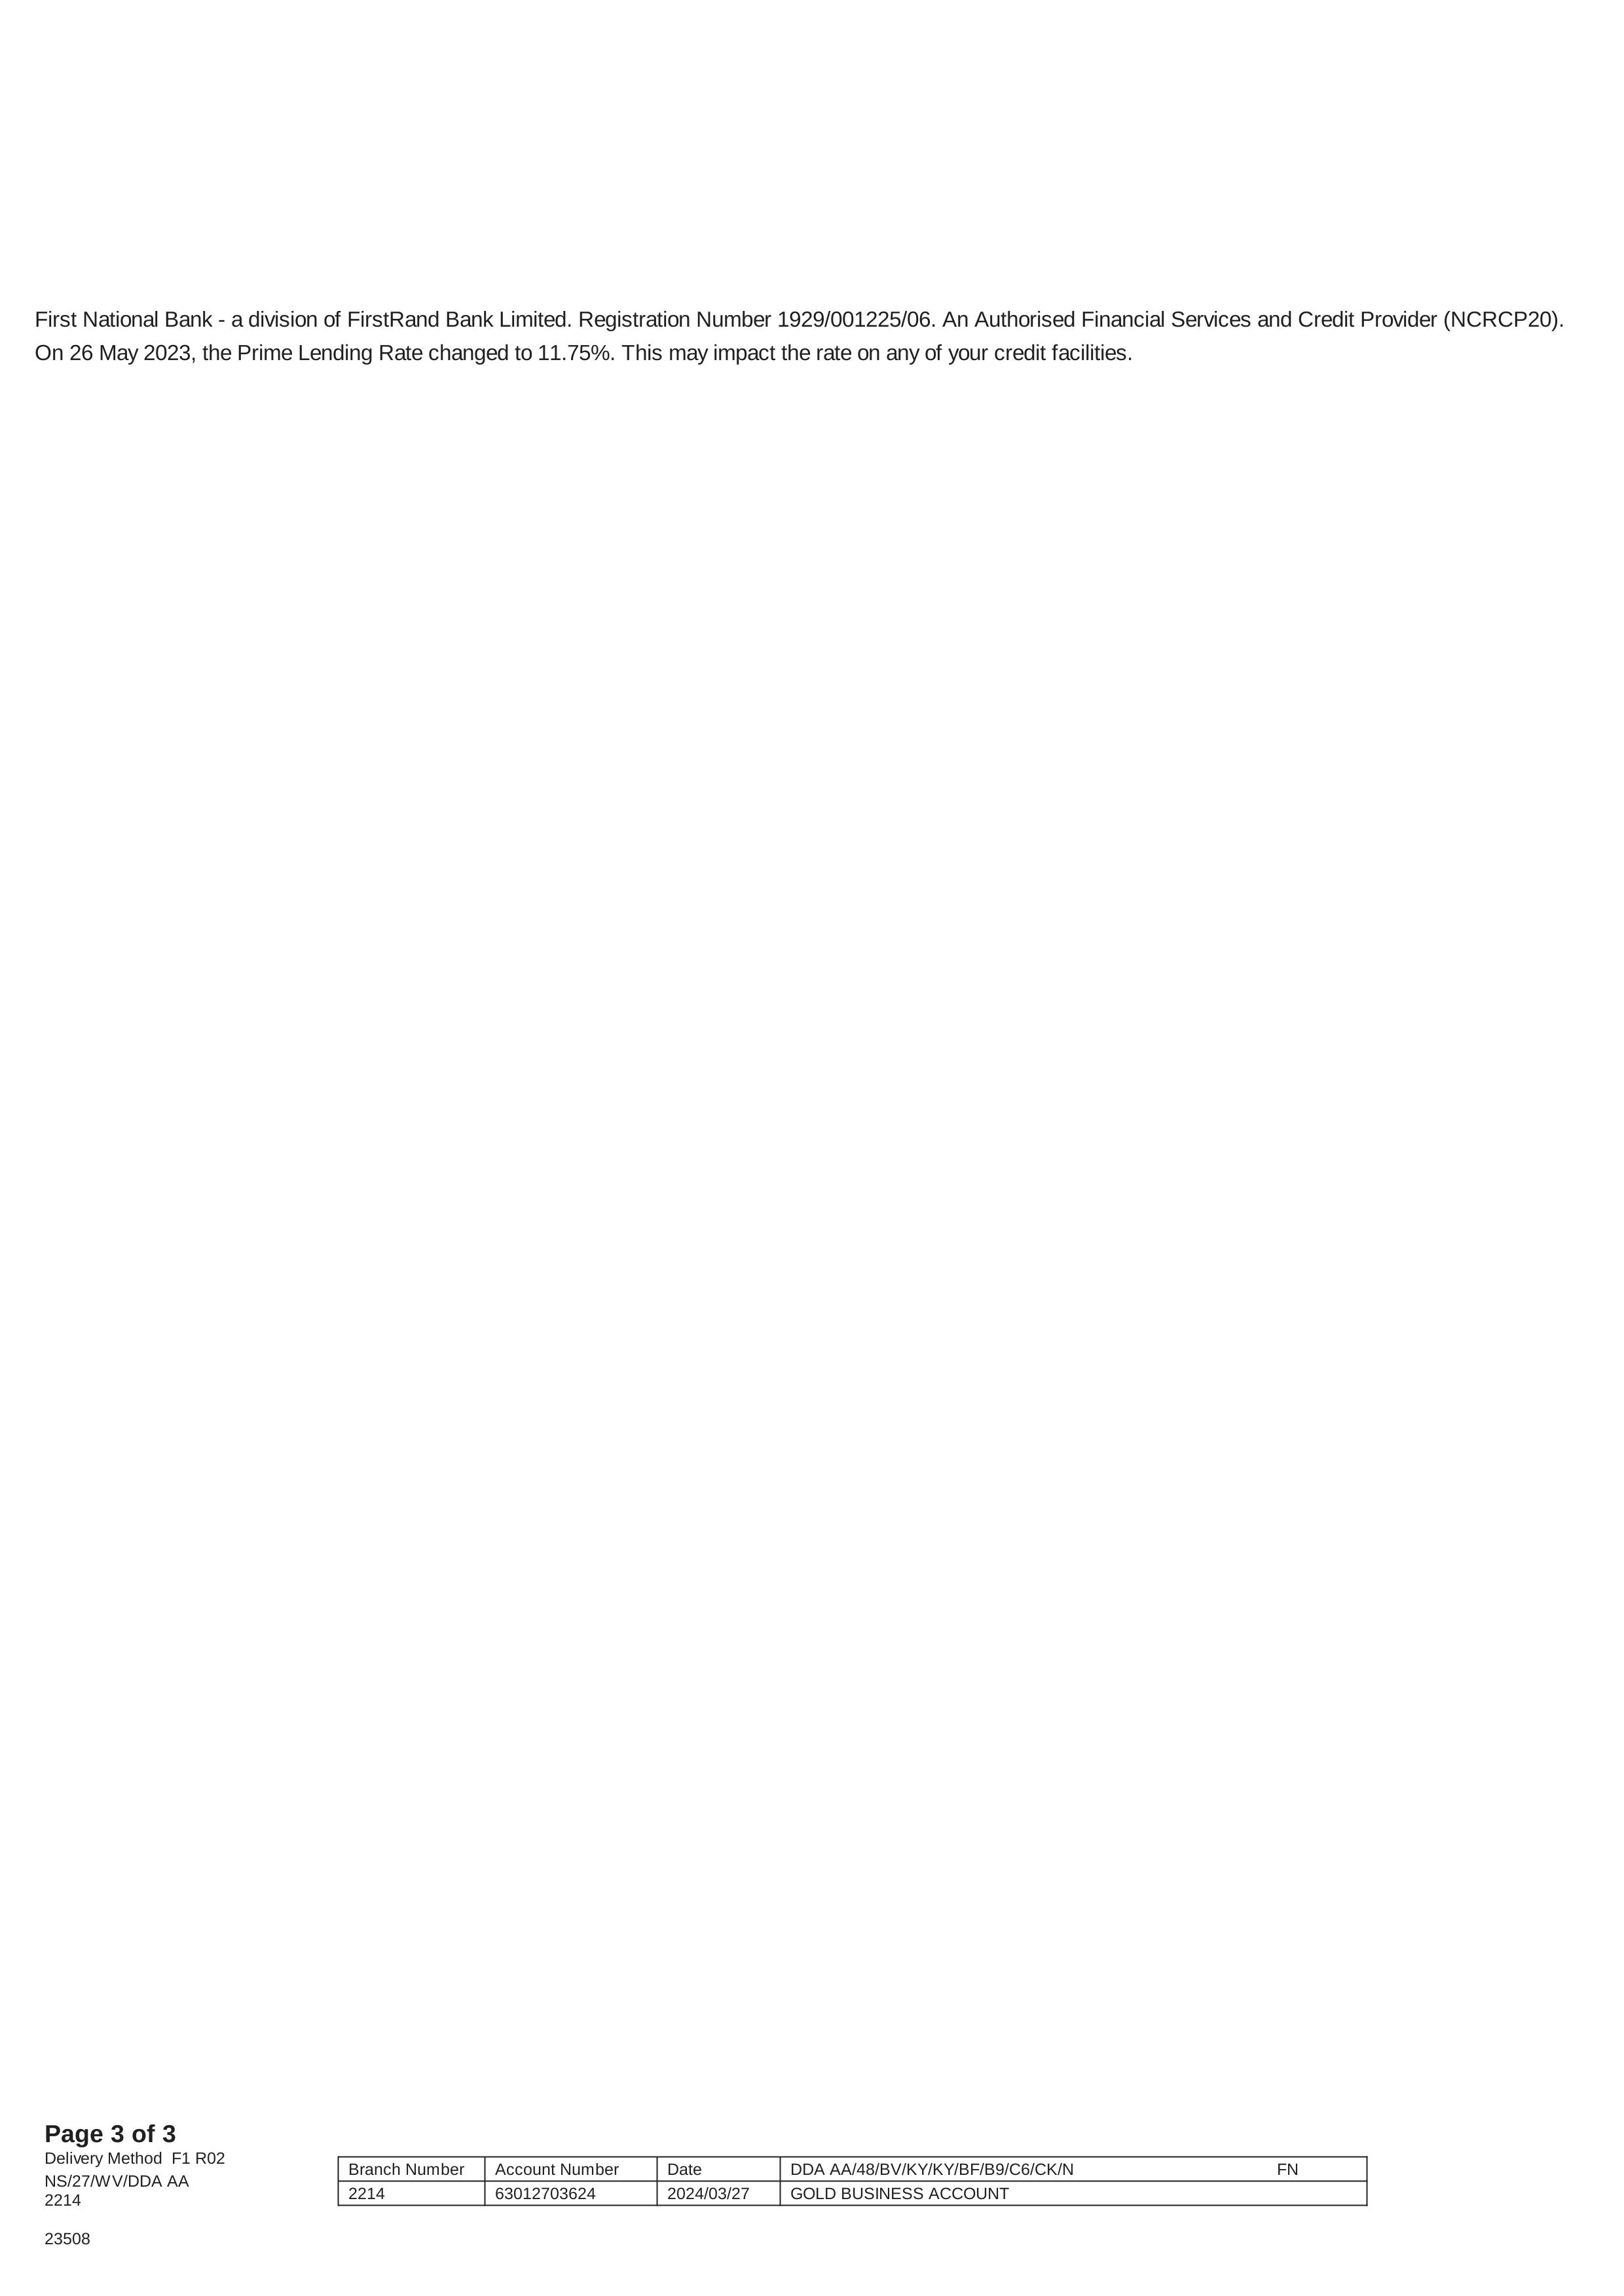 First National Bank - a division of FirstRand Bank Limited. Registration Number 1929/001225/06. An Authorised Financial Services and Credit Provider (NCRCP20).
On 26 May 2023, the Prime Lending Rate changed to 11.75%. This may impact the rate on any of your credit facilities.
Page 3 of 3
Delivery Method F1 R02
NS/27/WV/DDA AA
2214
23508
Branch Number Account Number Date DDA AA/48/BV/KY/KY/BF/B9/C6/CK/N FN
2214 63012703624 2024/03/27 GOLD BUSINESS ACCOUNT